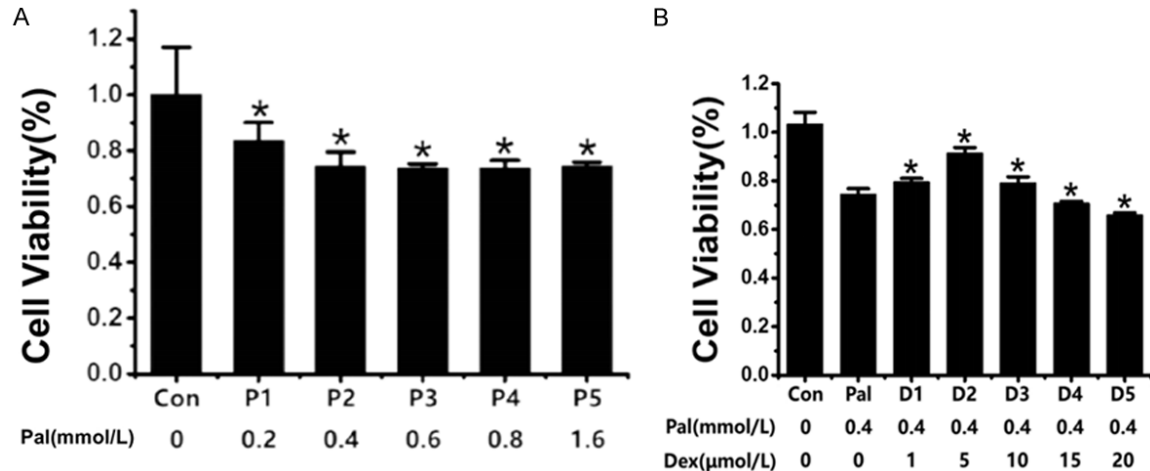 A
Cell Viability(%)
1.2
1.0
0.8
0.6
0.4
0.2
0.0
* * * * *
Con P1 P2 P3 P4 P5
Pal(mmol/L) 0 0.2 0.4 0.6 0.8 1.6
B
Cell Viability(%)
1.2
1.0
0.8
0.6
0.4
0.2
0.0
* * * * *
Con Pal D1 D2 D3 D4 D5
Pal(mmol/L) 0 0.4 0.4 0.4 0.4 0.4 0.4
Dex(μmol/L) 0 0 1 5 10 15 20